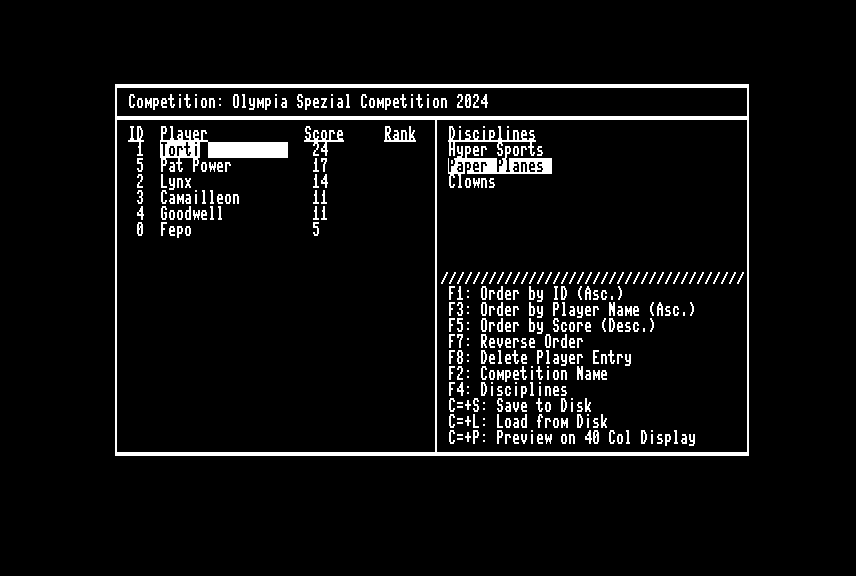 Competition: Olympia Spezial Competition 2024
ID Player Score Rank
1 Torti 24
5 Pat Power 17
2 Lynx 14
3 Camailleon 11
4 Goodwell 11
0 Fepo 5
Disciplines
Hyper Sports
Paper Planes
Clowns
//////////////////////////////////////
F1: Order by ID (Asc.)
F3: Order by Player Name (Asc.)
F5: Order by Score (Desc.)
F7: Reverse Order
F8: Delete Player Entry
F2: Competition Name
F4: Disciplines
C=+S: Save to Disk
C=+L: Load from Disk
C=+P: Preview on 40 Col Display